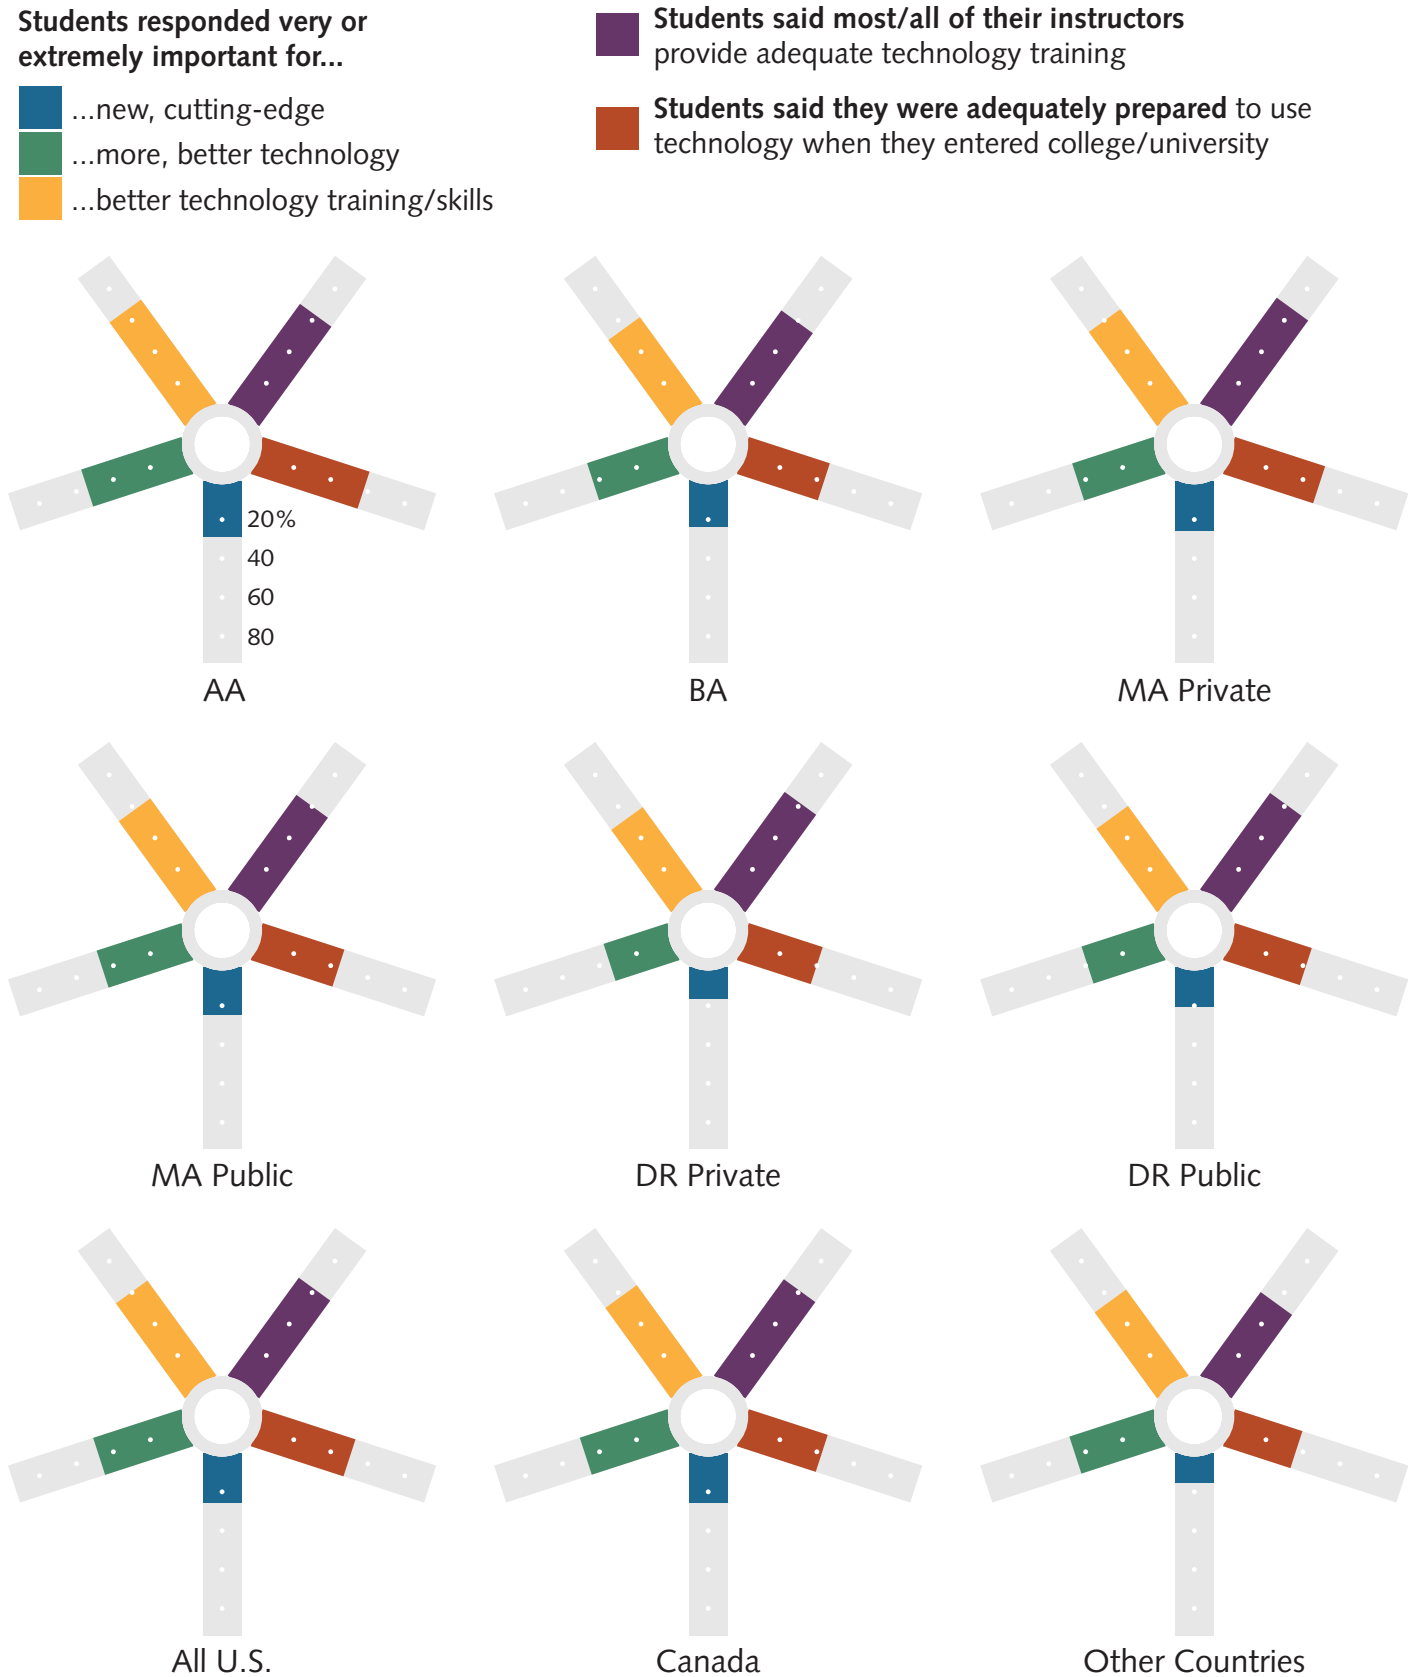 Students responded very or
extremely important for...
...new, cutting-edge
...more, better technology
...better technology training/skills
Students said most/all of their instructors
provide adequate technology training
Students said they were adequately prepared to use
technology when they entered college/university
20%
40
60
80
AA
BA
MA Private
MA Public
DR Private
DR Public
All U.S.
Canada
Other Countries